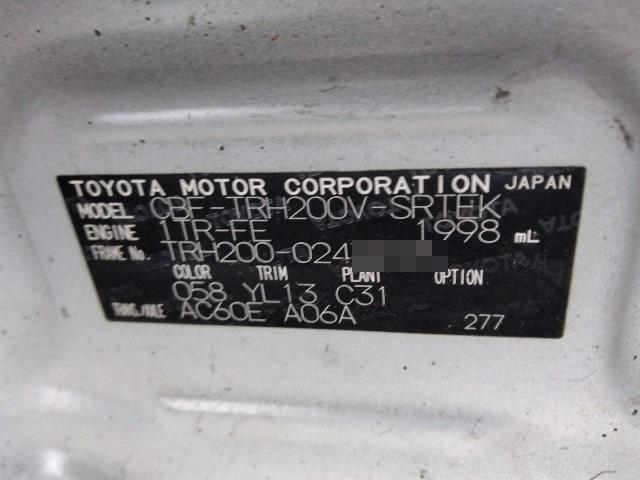 TOYOTA MOTOR CORPORATION JAPAN
MODEL CBF-TRH200V-SRTEK
ENGINE 1TR-FE 1998 mL
FRAME No. TRH200-024
COLOR TRIM PLANT OPTION
058 YL13 C31
TRANS./AXLE AC60E A06A 277